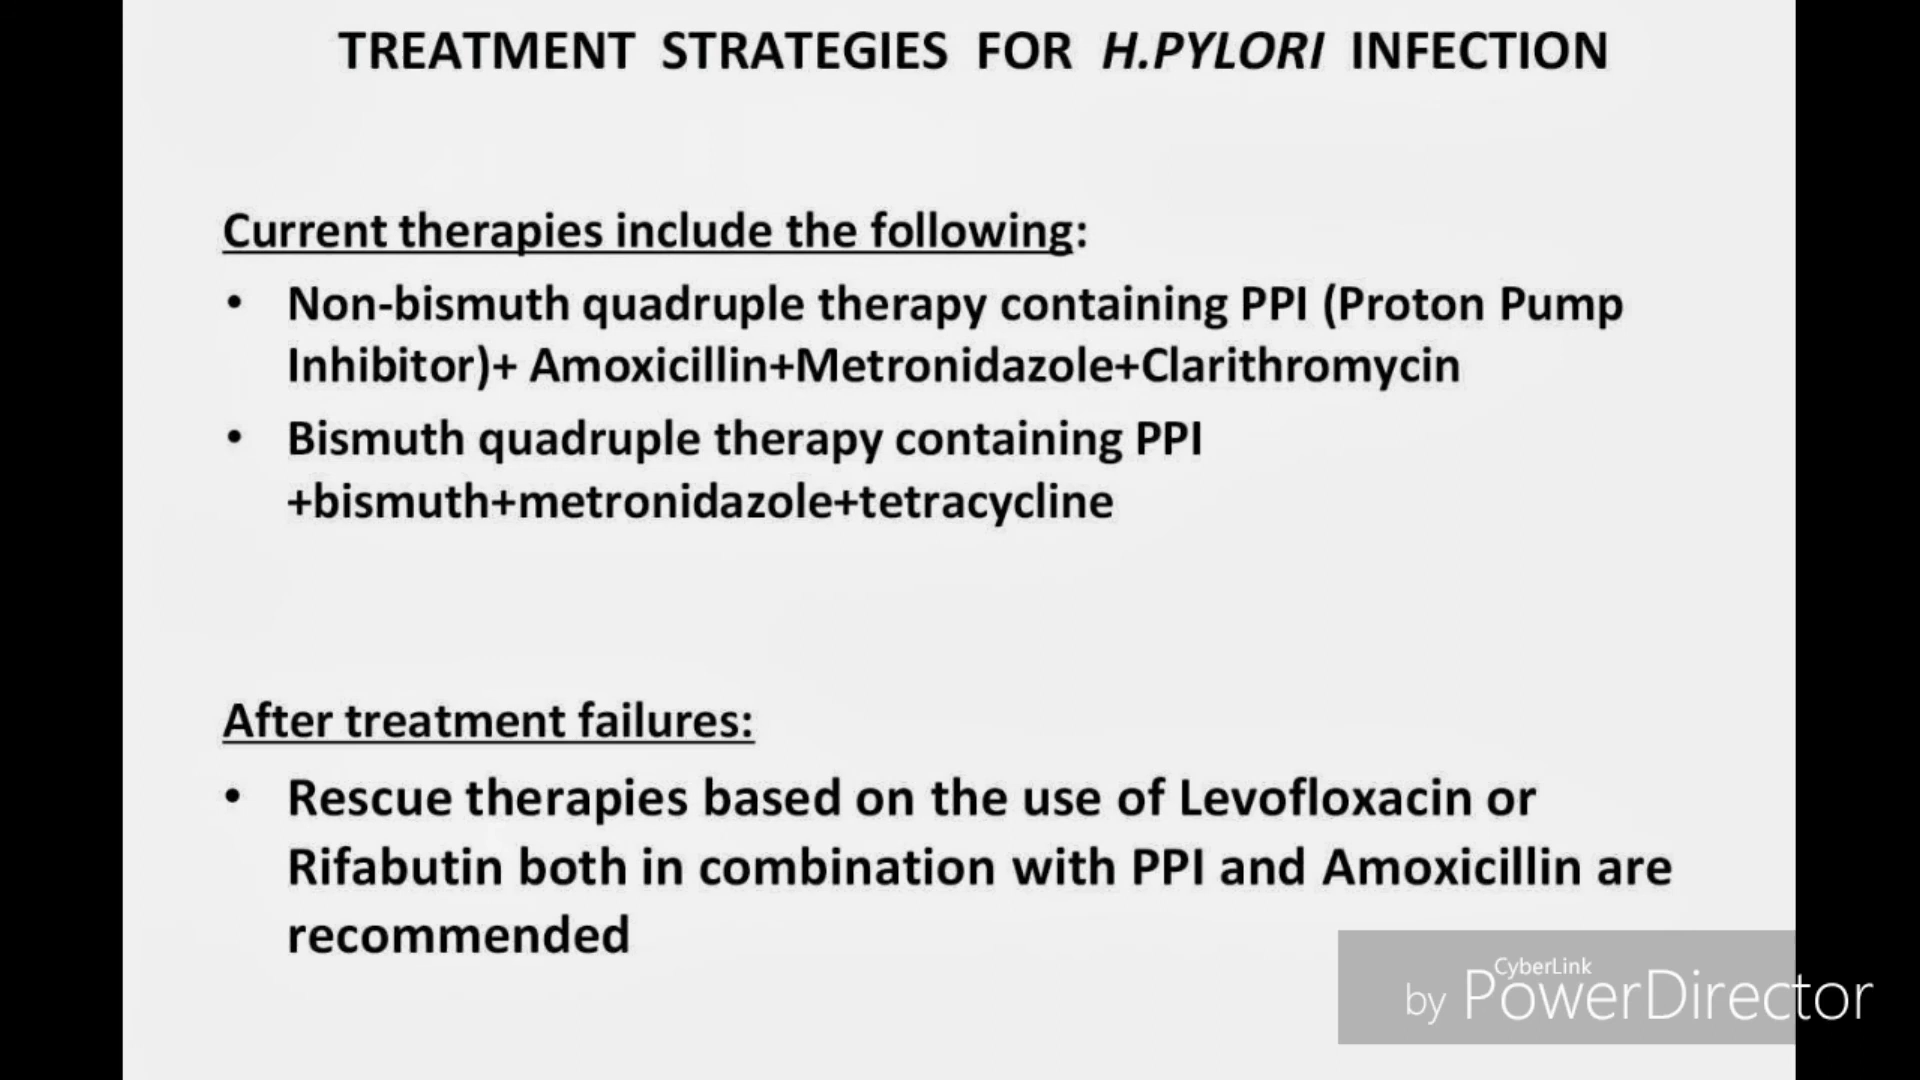 TREATMENT STRATEGIES FOR H.PYLORI INFECTION
Current therapies include the following:
• Non-bismuth quadruple therapy containing PPI (Proton Pump
Inhibitor)+ Amoxicillin+Metronidazole+Clarithromycin
• Bismuth quadruple therapy containing PPI
+bismuth+metronidazole+tetracycline
After treatment failures:
• Rescue therapies based on the use of Levofloxacin or
Rifabutin both in combination with PPI and Amoxicillin are
recommended
CyberLink
by PowerDirector